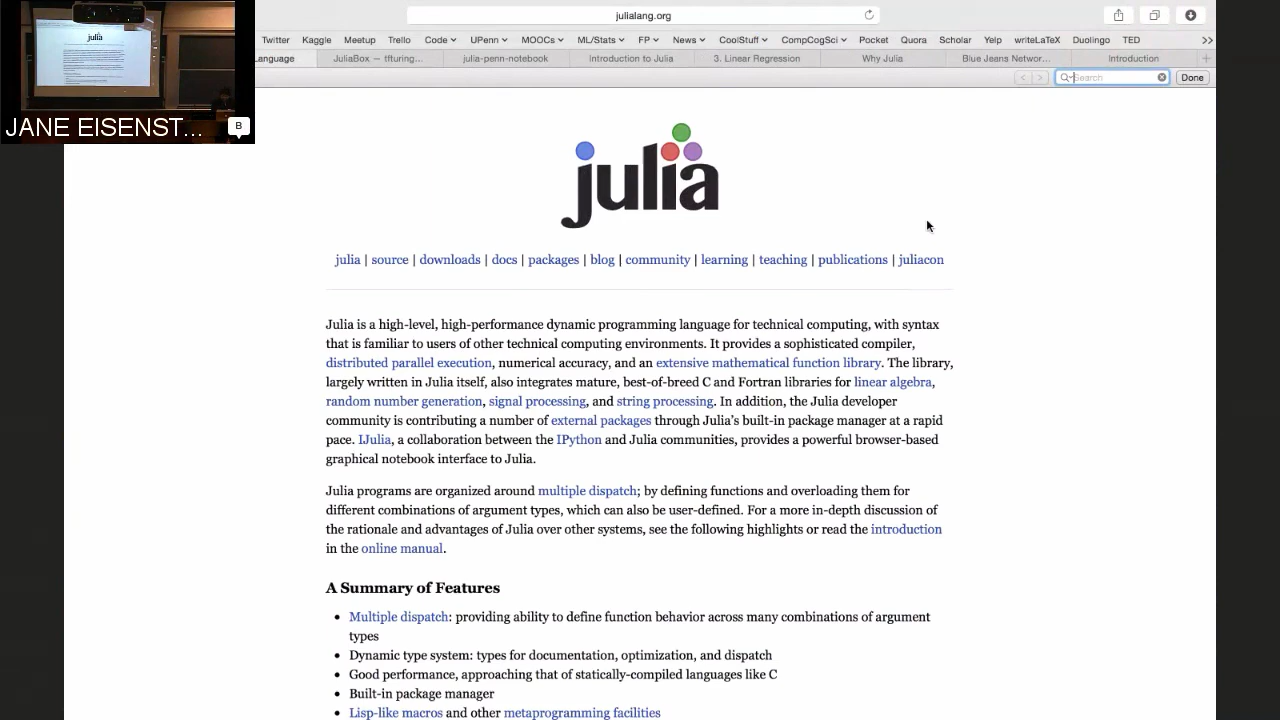 julialang.org
Twitter Kaggle Meetup Trello Code UPenn MOOCs ML/Stats FP News CoolStuff CogSci Pocket Quora Scholar Yelp writeLaTeX Duolingo TED
Language JuliaBox — tfturing... julia-penn-notebook Introduction to Julia 3. Linear Regression Why Julia Blue Jeans Networ... Introduction
Search Done
julia
JANE EISENST...
B
julia
julia | source | downloads | docs | packages | blog | community | learning | teaching | publications | juliacon
Julia is a high-level, high-performance dynamic programming language for technical computing, with syntax
that is familiar to users of other technical computing environments. It provides a sophisticated compiler,
distributed parallel execution, numerical accuracy, and an extensive mathematical function library. The library,
largely written in Julia itself, also integrates mature, best-of-breed C and Fortran libraries for linear algebra,
random number generation, signal processing, and string processing. In addition, the Julia developer
community is contributing a number of external packages through Julia's built-in package manager at a rapid
pace. IJulia, a collaboration between the IPython and Julia communities, provides a powerful browser-based
graphical notebook interface to Julia.
Julia programs are organized around multiple dispatch; by defining functions and overloading them for
different combinations of argument types, which can also be user-defined. For a more in-depth discussion of
the rationale and advantages of Julia over other systems, see the following highlights or read the introduction
in the online manual.
A Summary of Features
Multiple dispatch: providing ability to define function behavior across many combinations of argument
types
Dynamic type system: types for documentation, optimization, and dispatch
Good performance, approaching that of statically-compiled languages like C
Built-in package manager
Lisp-like macros and other metaprogramming facilities